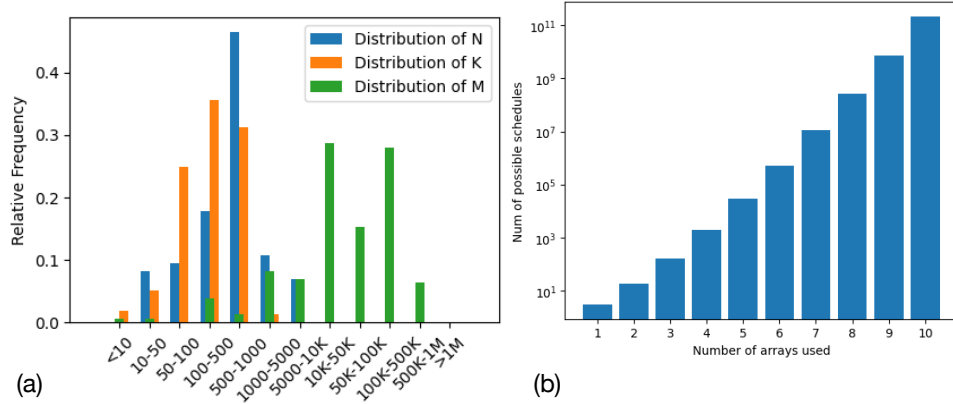 Distribution of N
Distribution of K
Distribution of M
Relative Frequency
0.4
0.3
0.2
0.1
0.0
<10
10-50
50-100
100-500
500-1000
1000-5000
5000-10K
10K-50K
50K-100K
100K-500K
500K-1M
>1M
(a)
Num of possible schedules
10^11
10^9
10^7
10^5
10^3
10^1
1 2 3 4 5 6 7 8 9 10
Number of arrays used
(b)